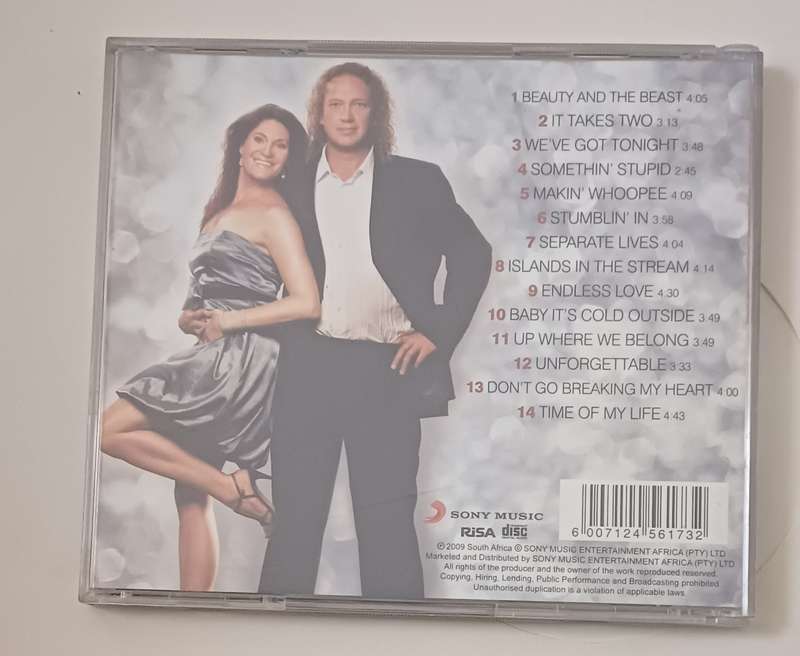 1 BEAUTY AND THE BEAST 4:05
2 IT TAKES TWO 3:13
3 WE'VE GOT TONIGHT 3:48
4 SOMETHIN' STUPID 2:45
5 MAKIN' WHOOPEE 4:09
6 STUMBLIN' IN 3:58
7 SEPARATE LIVES 4:04
8 ISLANDS IN THE STREAM 4:14
9 ENDLESS LOVE 4:30
10 BABY IT'S COLD OUTSIDE 3:49
11 UP WHERE WE BELONG 3:49
12 UNFORGETTABLE 3:33
13 DON'T GO BREAKING MY HEART 4:00
14 TIME OF MY LIFE 4:43
SONY MUSIC
RiSA disc
6 007124 561732
℗ 2009 South Africa © SONY MUSIC ENTERTAINMENT AFRICA (PTY) LTD
Marketed and Distributed by SONY MUSIC ENTERTAINMENT AFRICA (PTY) LTD
All rights of the producer and the owner of the work reproduced reserved.
Copying, Hiring, Lending, Public Performance and Broadcasting prohibited
Unauthorised duplication is a violation of applicable laws.